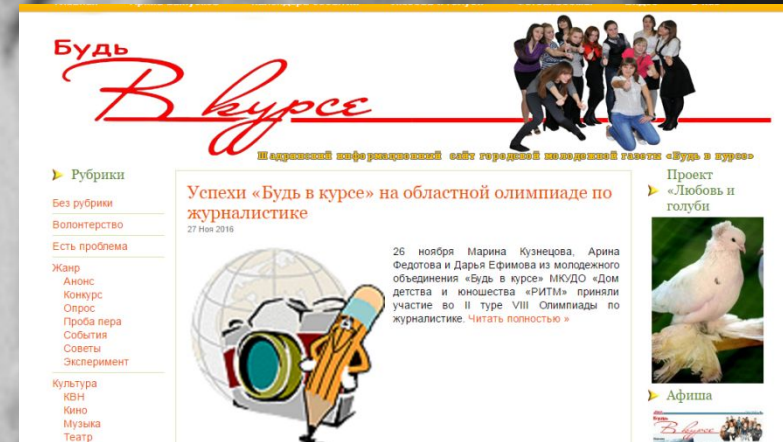 Будь
В курсе
Шадринский информационный сайт городской молодежной газеты «Будь в курсе»
Рубрики
Без рубрики
Волонтерство
Есть проблема
Жанр
Анонс
Конкурс
Опрос
Проба пера
События
Советы
Эксперимент
Культура
КВН
Кино
Музыка
Театр
Успехи «Будь в курсе» на областной олимпиаде по
журналистике
27 Ноя 2016
26 ноября Марина Кузнецова, Арина
Федотова и Дарья Ефимова из молодежного
объединения «Будь в курсе» МКУДО «Дом
детства и юношества «РИТМ» приняли
участие во II туре VIII Олимпиады по
журналистике. Читать полностью »
Проект
«Любовь и
голуби
Афиша
В курсе